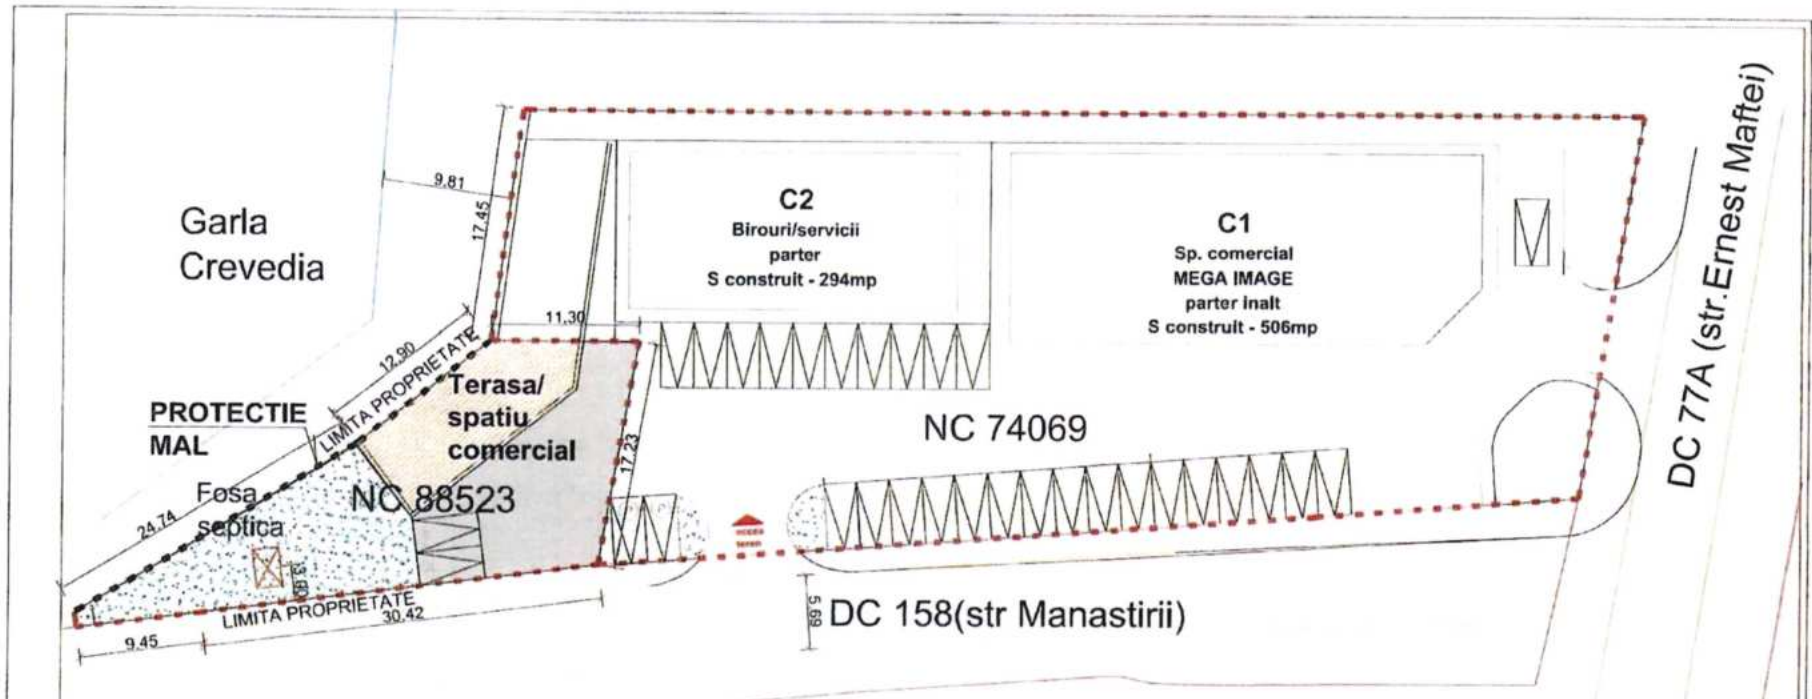 Garla
Crevedia
9.81
17.45
C2
Birouri/servicii
parter
S construit - 294mp
C1
Sp. comercial
MEGA IMAGE
parter inalt
S construit - 506mp
DC 77A (str.Ernest Maftei)
11.30
12.90
LIMITA PROPRIETATE
PROTECTIE
MAL
Terasa/
spatiu
comercial
17.23
NC 74069
Fosa
septica
NC 88523
24.74
LIMITA PROPRIETATE
30.42
9.45
5.69
DC 158(str Manastirii)